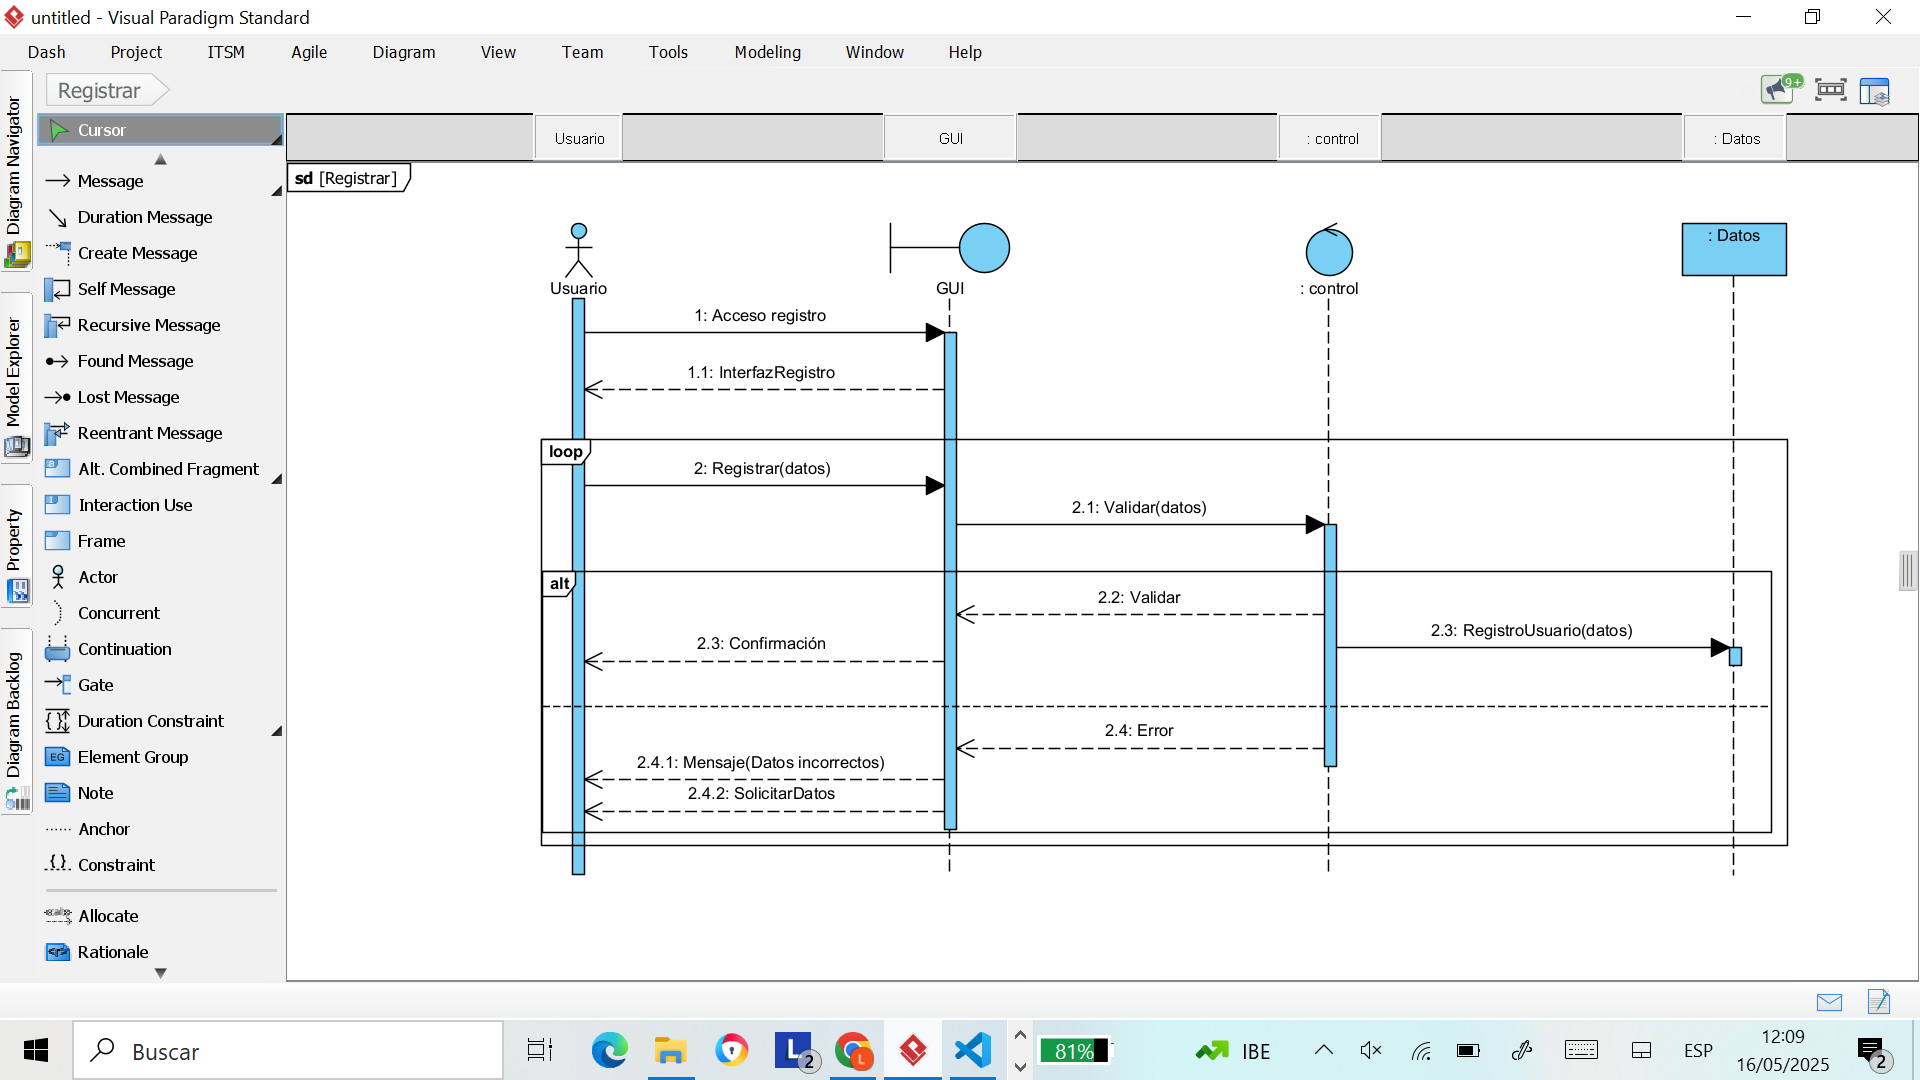 untitled - Visual Paradigm Standard
Dash Project ITSM Agile Diagram View Team Tools Modeling Window Help
Registrar
9+
Diagram Navigator
Model Explorer
Property
Diagram Backlog
Cursor
Message
Duration Message
Create Message
Self Message
Recursive Message
Found Message
Lost Message
Reentrant Message
Alt. Combined Fragment
Interaction Use
Frame
Actor
Concurrent
Continuation
Gate
Duration Constraint
Element Group
Note
Anchor
Constraint
Allocate
Rationale
Usuario GUI : control : Datos
sd [Registrar]
: Datos
Usuario GUI : control
1: Acceso registro
1.1: InterfazRegistro
loop
2: Registrar(datos)
2.1: Validar(datos)
alt
2.2: Validar
2.3: RegistroUsuario(datos)
2.3: Confirmación
2.4: Error
2.4.1: Mensaje(Datos incorrectos)
2.4.2: SolicitarDatos
Buscar
L 2
L
81%
IBE
ESP
12:09
16/05/2025
2